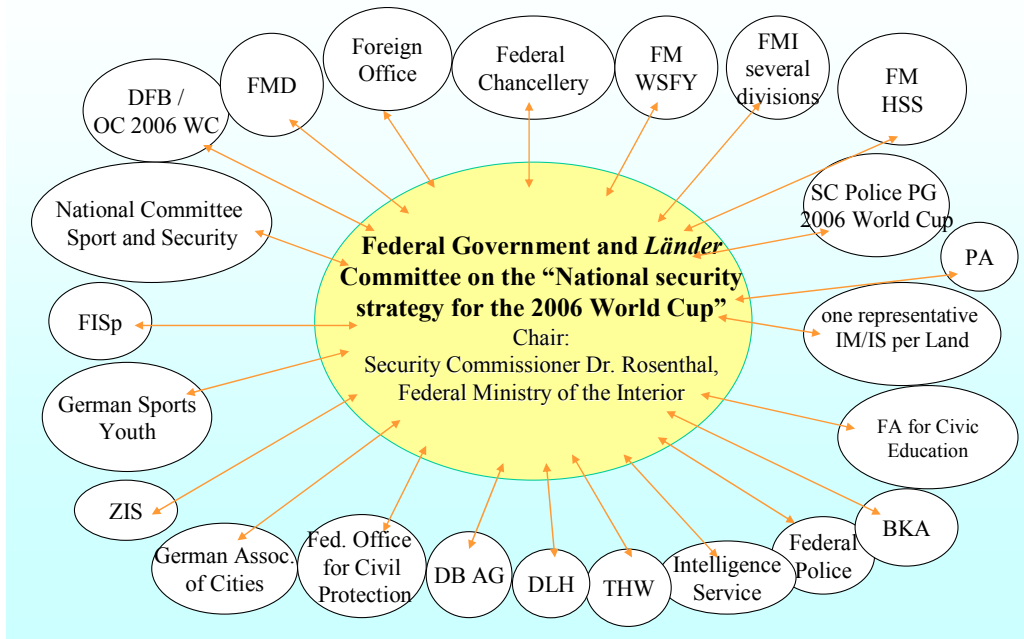 Foreign
Office
Federal
Chancellery
FM
WSFY
FMI
several
divisions
FM
HSS
FMD
DFB /
OC 2006 WC
National Committee
Sport and Security
SC Police PG
2006 World Cup
PA
Federal Government and Länder
Committee on the “National security
strategy for the 2006 World Cup”
Chair:
Security Commissioner Dr. Rosenthal,
Federal Ministry of the Interior
FISp
one representative
IM/IS per Land
German Sports
Youth
FA for Civic
Education
ZIS
BKA
German Assoc.
of Cities
Fed. Office
for Civil
Protection
DB AG
DLH
THW
Intelligence
Service
Federal
Police